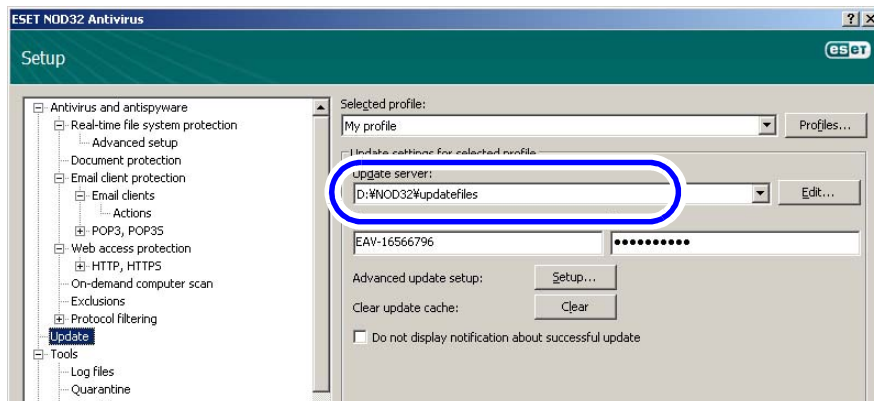 ESET NOD32 Antivirus
Setup
eset
Antivirus and antispyware
Real-time file system protection
Advanced setup
Document protection
Email client protection
Email clients
Actions
POP3, POP3S
Web access protection
HTTP, HTTPS
On-demand computer scan
Exclusions
Protocol filtering
Update
Tools
Log files
Quarantine
Selected profile:
My profile
Profiles...
Update settings for selected profile
Update server:
D:¥NOD32¥updatefiles
Edit...
EAV-16566796
●●●●●●●●●●
Advanced update setup:
Setup...
Clear update cache:
Clear
Do not display notification about successful update